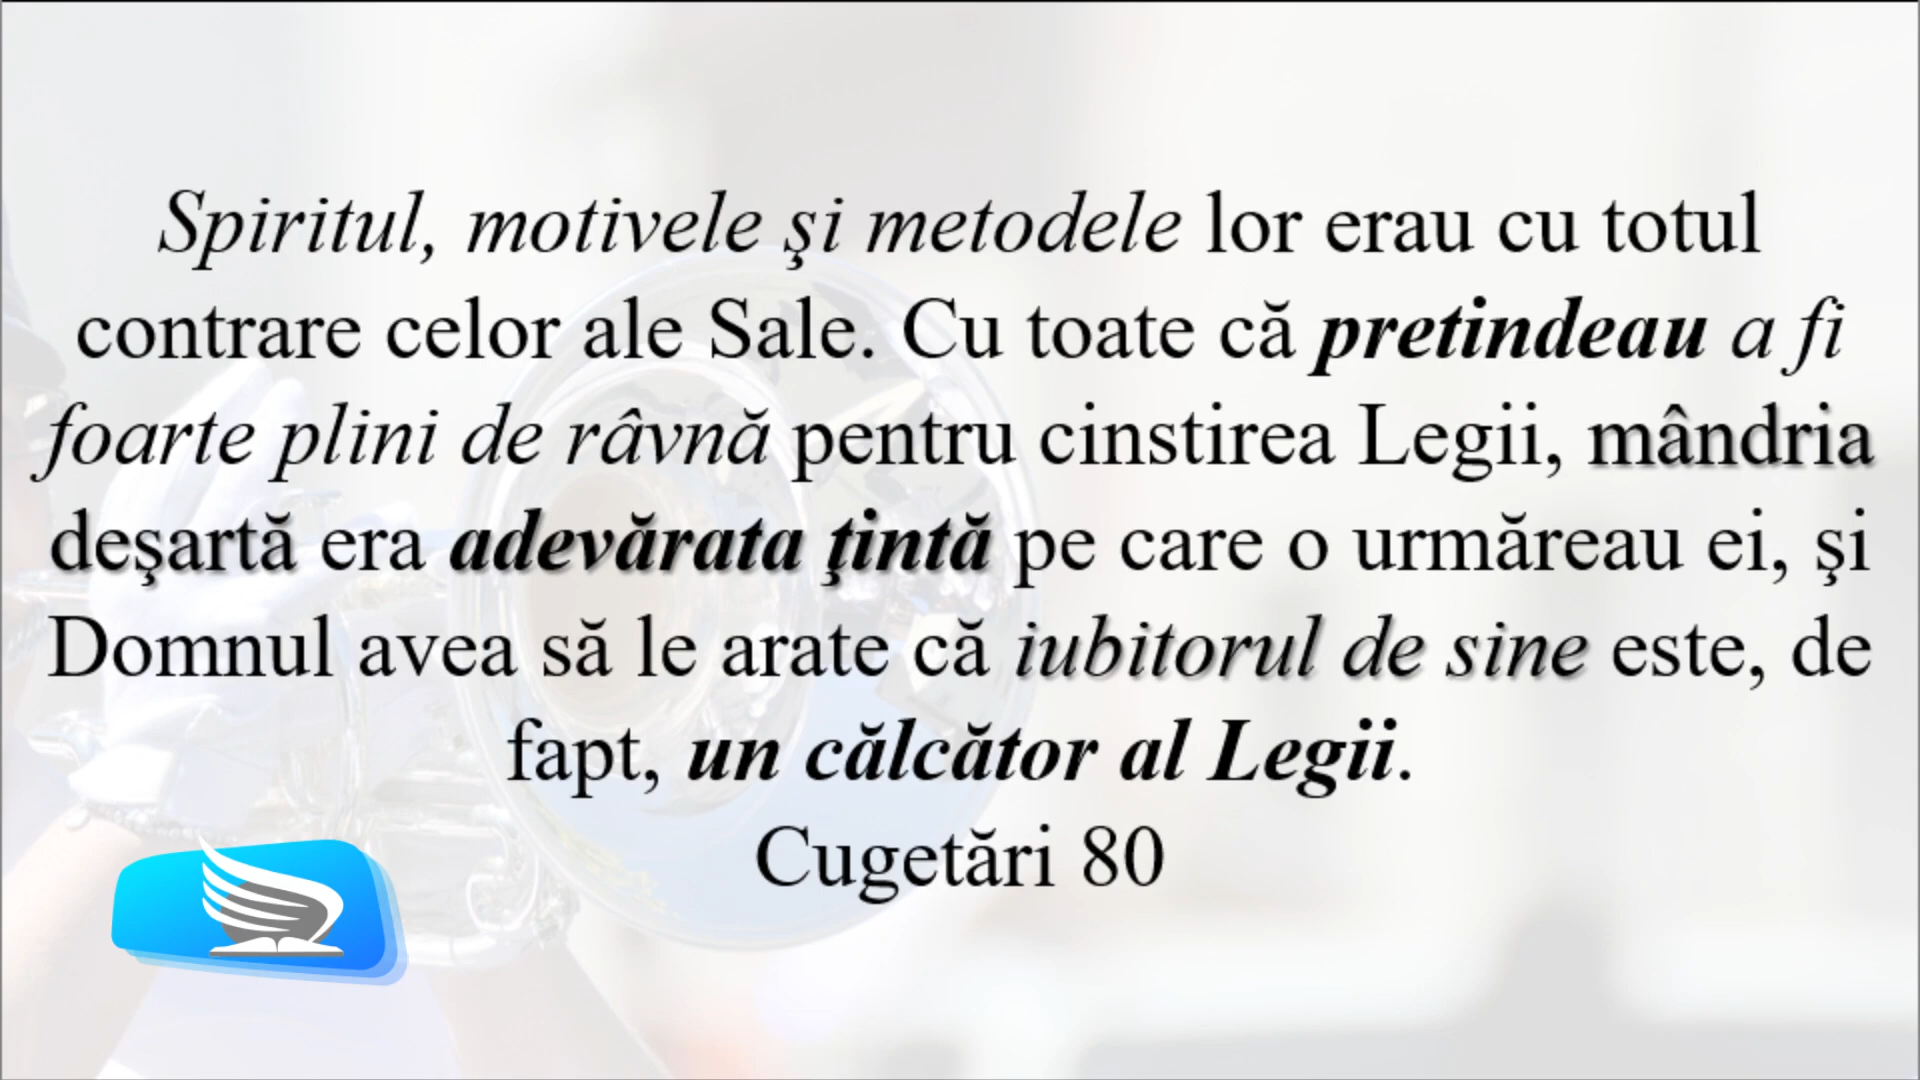 Spiritul, motivele şi metodele lor erau cu totul
contrare celor ale Sale. Cu toate că pretindeau a fi
foarte plini de râvnă pentru cinstirea Legii, mândria
deşartă era adevărata ţintă pe care o urmăreau ei, şi
Domnul avea să le arate că iubitorul de sine este, de
fapt, un călcător al Legii.
Cugetări 80